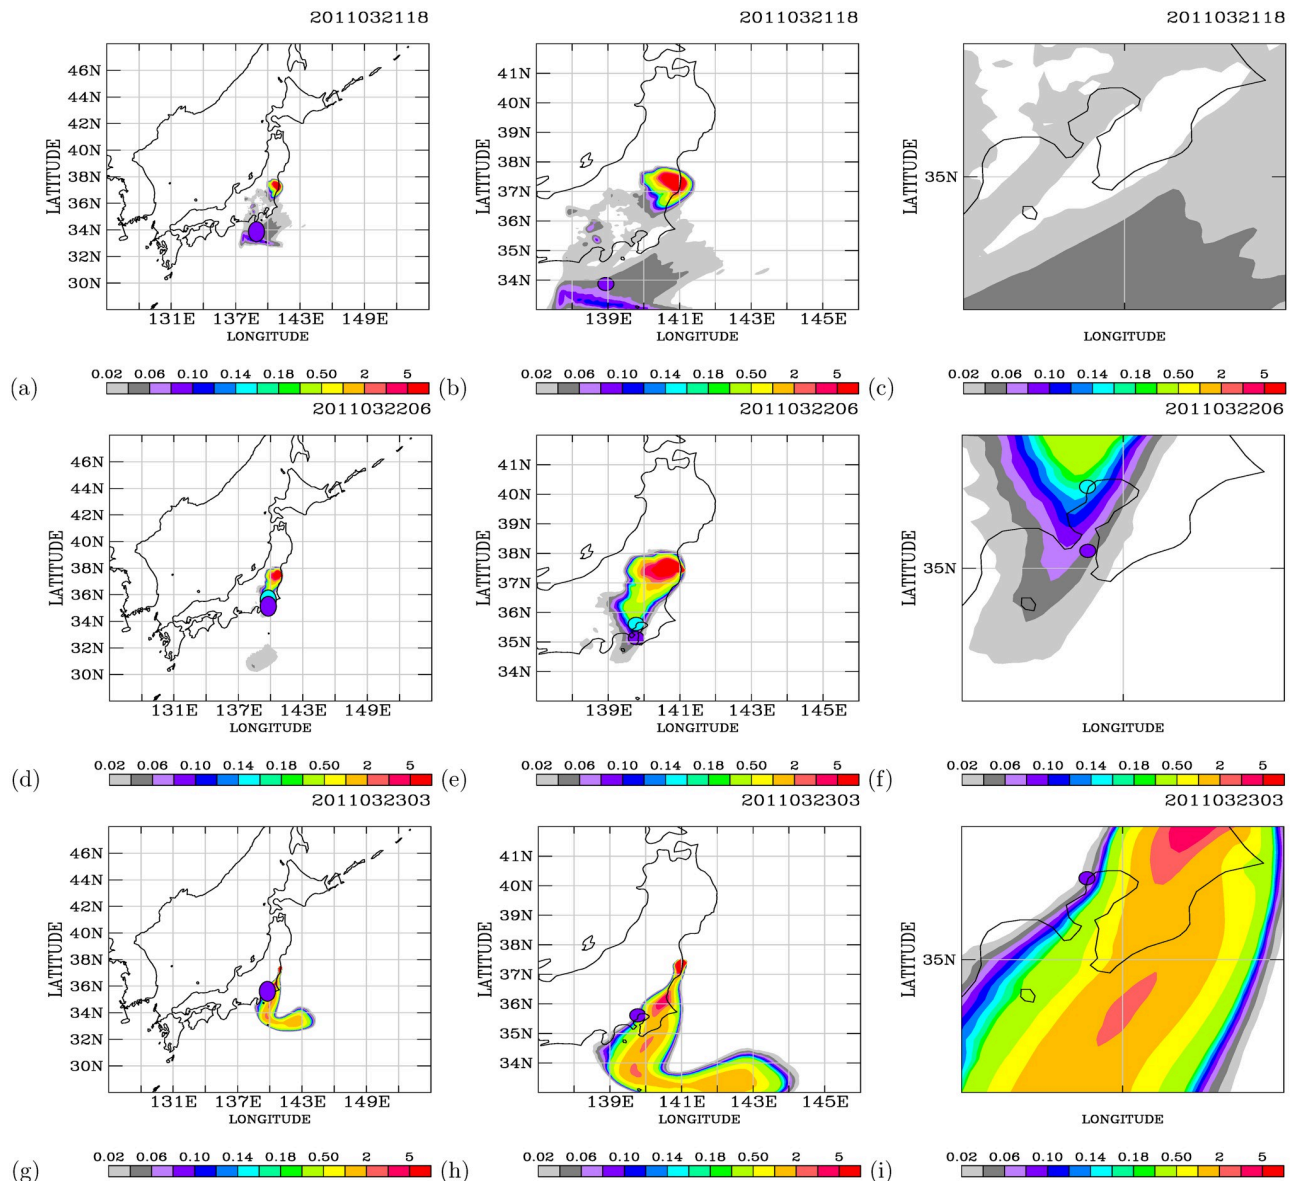 2011032118
2011032118
2011032118
46N
44N
42N
40N
38N
36N
34N
32N
30N
LATITUDE
131E 137E 143E 149E
LONGITUDE
41N
40N
39N
38N
37N
36N
35N
34N
LATITUDE
139E 141E 143E 145E
LONGITUDE
35N
LATITUDE
LONGITUDE
(a)
0.02 0.06 0.10 0.14 0.18 0.50 2 5
(b)
0.02 0.06 0.10 0.14 0.18 0.50 2 5
(c)
0.02 0.06 0.10 0.14 0.18 0.50 2 5
2011032206
2011032206
2011032206
46N
44N
42N
40N
38N
36N
34N
32N
30N
LATITUDE
131E 137E 143E 149E
LONGITUDE
41N
40N
39N
38N
37N
36N
35N
34N
LATITUDE
139E 141E 143E 145E
LONGITUDE
35N
LATITUDE
LONGITUDE
(d)
0.02 0.06 0.10 0.14 0.18 0.50 2 5
(e)
0.02 0.06 0.10 0.14 0.18 0.50 2 5
(f)
0.02 0.06 0.10 0.14 0.18 0.50 2 5
2011032303
2011032303
2011032303
46N
44N
42N
40N
38N
36N
34N
32N
30N
LATITUDE
131E 137E 143E 149E
LONGITUDE
41N
40N
39N
38N
37N
36N
35N
34N
LATITUDE
139E 141E 143E 145E
LONGITUDE
35N
LATITUDE
LONGITUDE
(g)
0.02 0.06 0.10 0.14 0.18 0.50 2 5
(h)
0.02 0.06 0.10 0.14 0.18 0.50 2 5
(i)
0.02 0.06 0.10 0.14 0.18 0.50 2 5